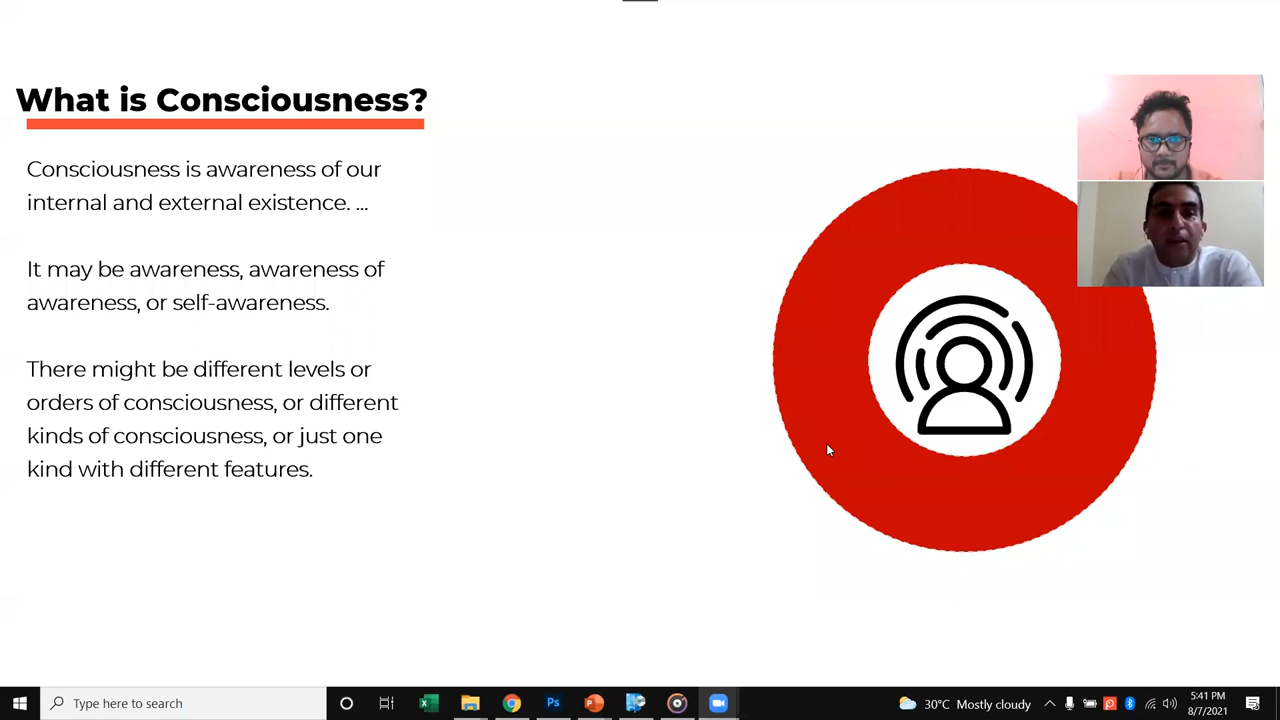 What is Consciousness?
Consciousness is awareness of our
internal and external existence. ...
It may be awareness, awareness of
awareness, or self-awareness.
There might be different levels or
orders of consciousness, or different
kinds of consciousness, or just one
kind with different features.
Type here to search
Ps
30°C Mostly cloudy
5:41 PM
8/7/2021